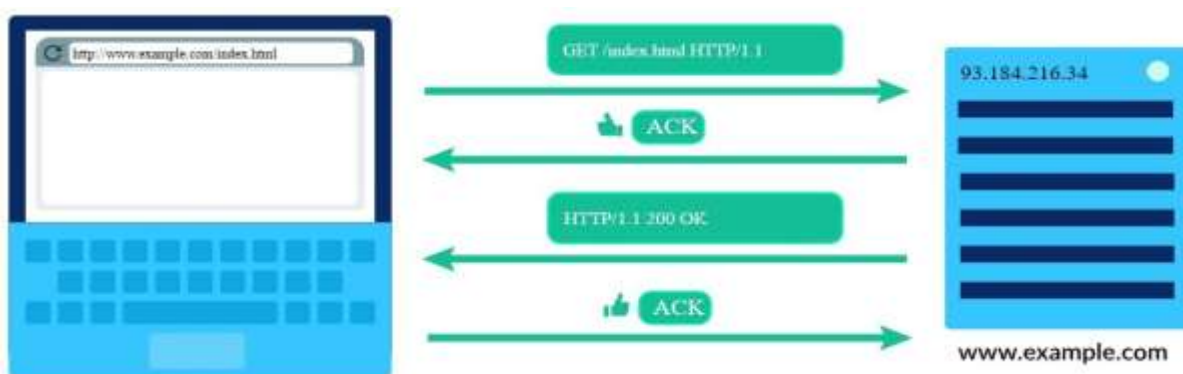 http://www.example.com/index.html
GET /index.html HTTP/1.1
93.184.216.34
ACK
HTTP/1.1 200 OK
ACK
www.example.com